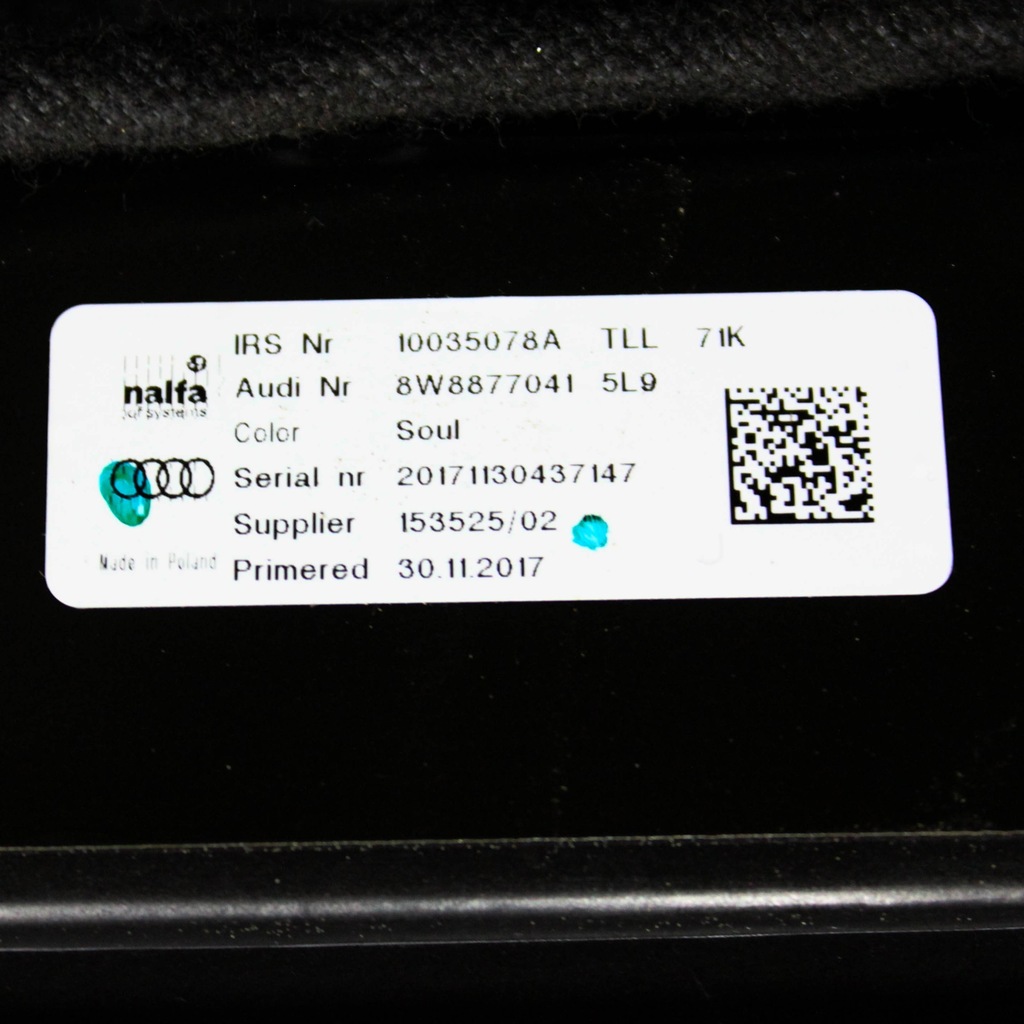 IRS Nr 10035078A TLL 71K
nalfa
Audi Nr 8W8877041 5L9
Color Soul
Serial nr 20171130437147
Supplier 153525/02
Made in Poland
Primered 30.11.2017